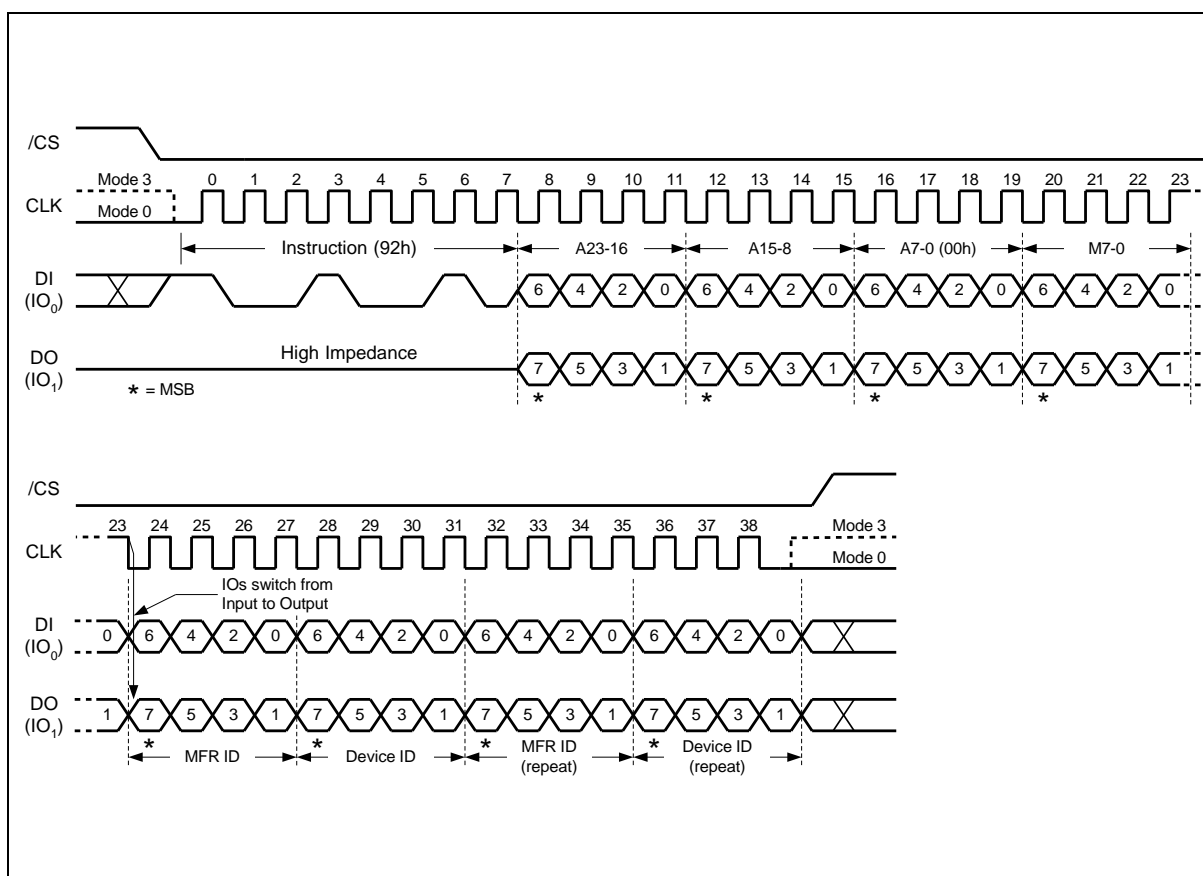 /CS
Mode 3
0 1 2 3 4 5 6 7 8 9 10 11 12 13 14 15 16 17 18 19 20 21 22 23
CLK
Mode 0
Instruction (92h) A23-16 A15-8 A7-0 (00h) M7-0
DI
(IO0)
6 4 2 0 6 4 2 0 6 4 2 0 6 4 2 0
High Impedance
DO
(IO1)
7 5 3 1 7 5 3 1 7 5 3 1 7 5 3 1
* = MSB
* * * *
/CS
23 24 25 26 27 28 29 30 31 32 33 34 35 36 37 38
Mode 3
CLK
Mode 0
IOs switch from
Input to Output
DI
(IO0)
0 6 4 2 0 6 4 2 0 6 4 2 0 6 4 2 0
DO
(IO1)
1 7 5 3 1 7 5 3 1 7 5 3 1 7 5 3 1
* * * *
MFR ID Device ID MFR ID
(repeat)
Device ID
(repeat)